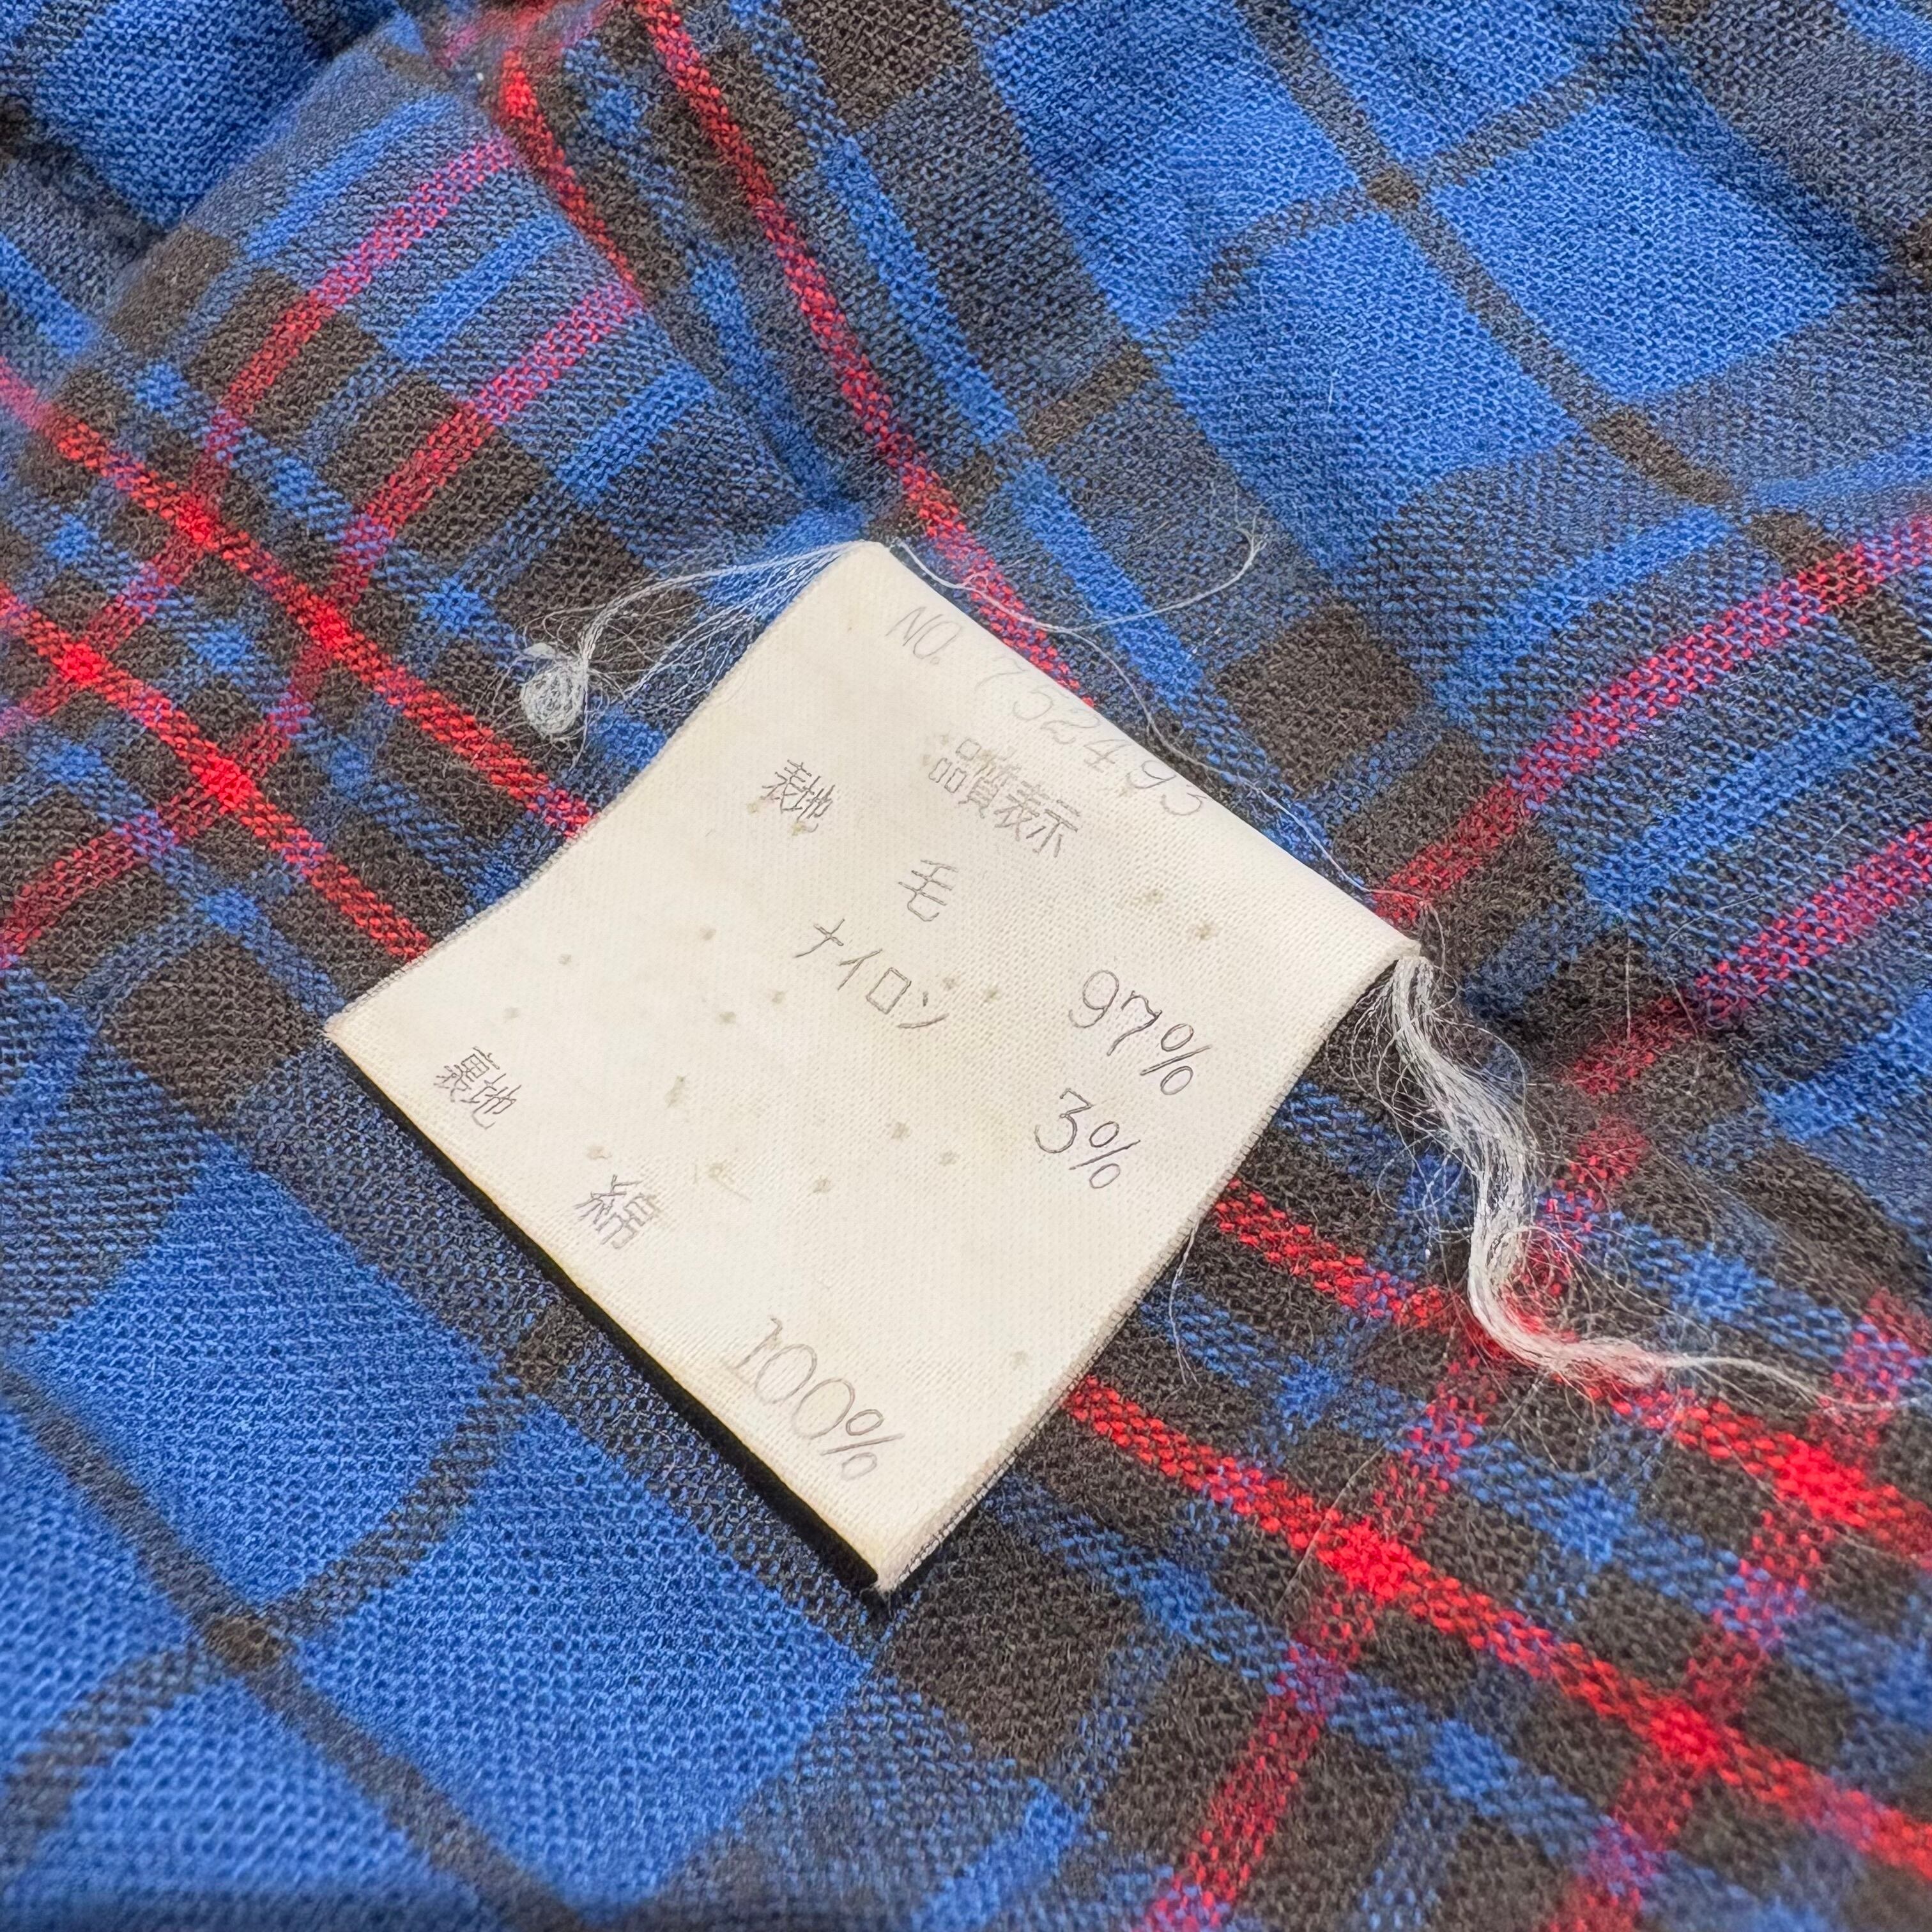 NO. 752493
品質表示
表地
毛 97%
ナイロン 3%
裏地
綿 100%